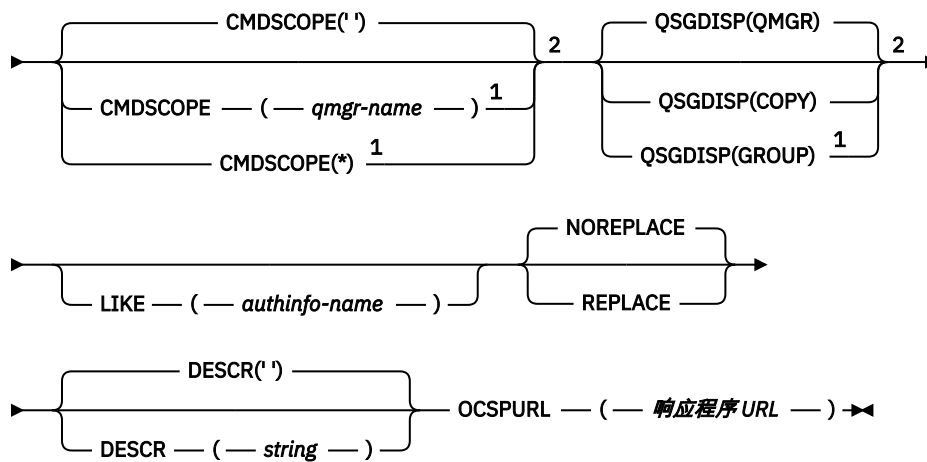 CMDSCOPE(' ') 2 QSGDISP(QMGR) 2
CMDSCOPE ( qmgr-name ) 1 QSGDISP(COPY)
CMDSCOPE(*) 1 QSGDISP(GROUP) 1
NOREPLACE
LIKE ( authinfo-name ) REPLACE
DESCR(' ')
OCSPURL ( 响应程序 URL )
DESCR ( string )